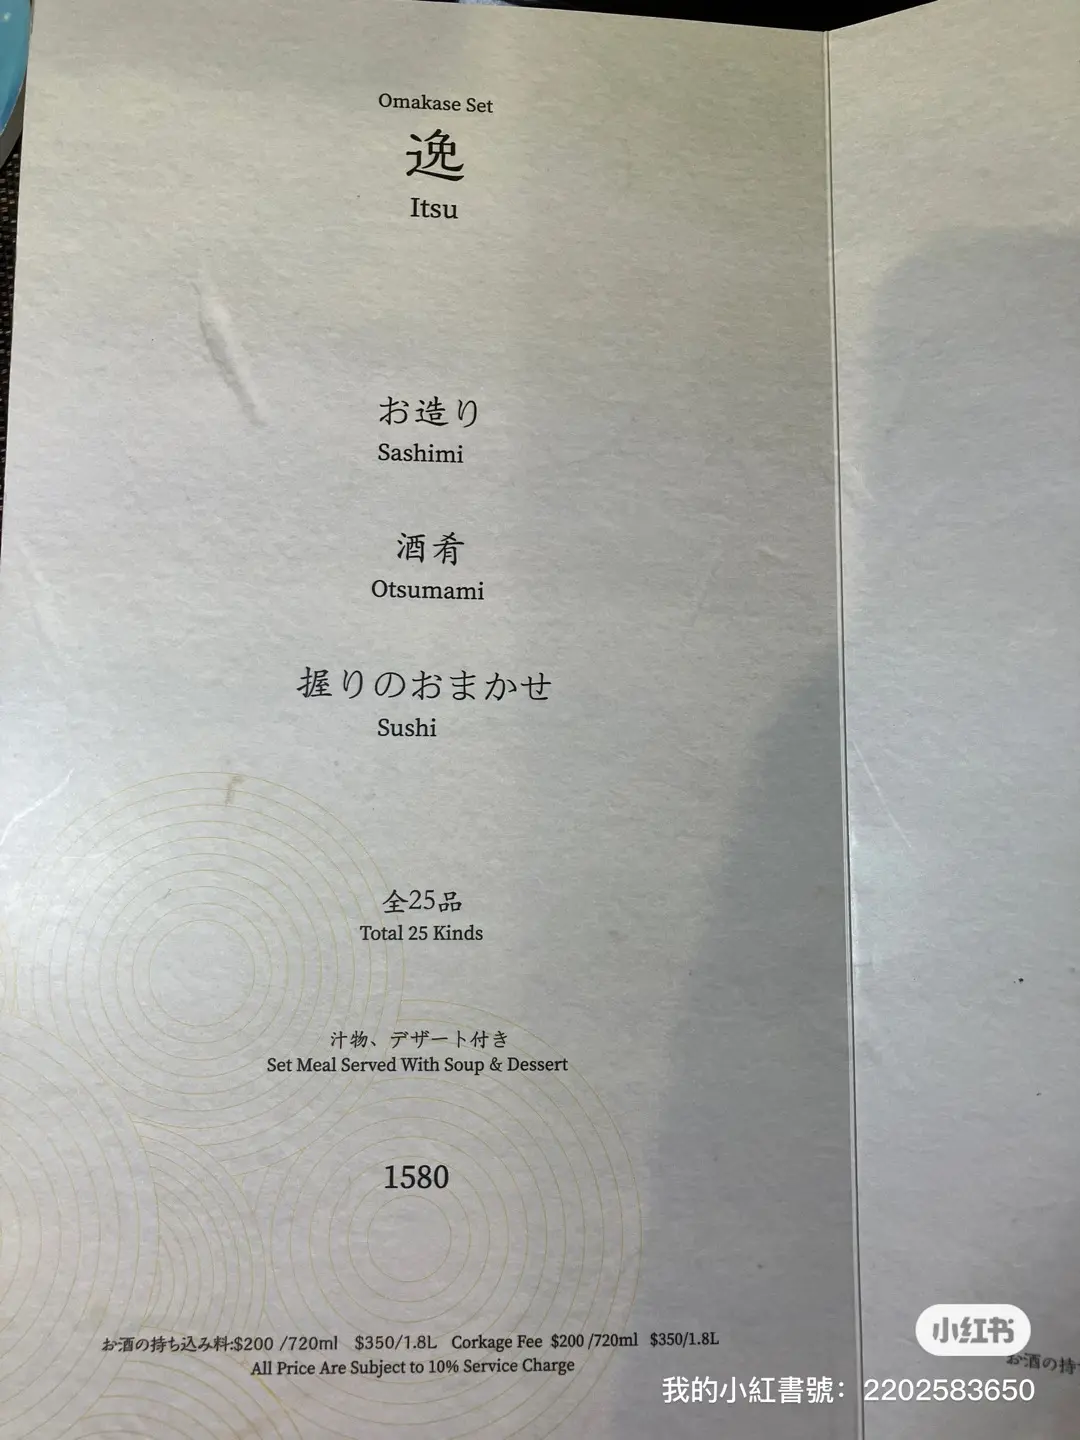 Omakase Set
逸
Itsu
お造り
Sashimi
酒肴
Otsumami
握りのおまかせ
Sushi
全25品
Total 25 Kinds
汁物、デザート付き
Set Meal Served With Soup & Dessert
1580
お酒の持ち込み料:$200 /720ml $350/1.8L Corkage Fee $200 /720ml $350/1.8L
All Price Are Subject to 10% Service Charge
小红书
お酒の持
我的小紅書號：2202583650